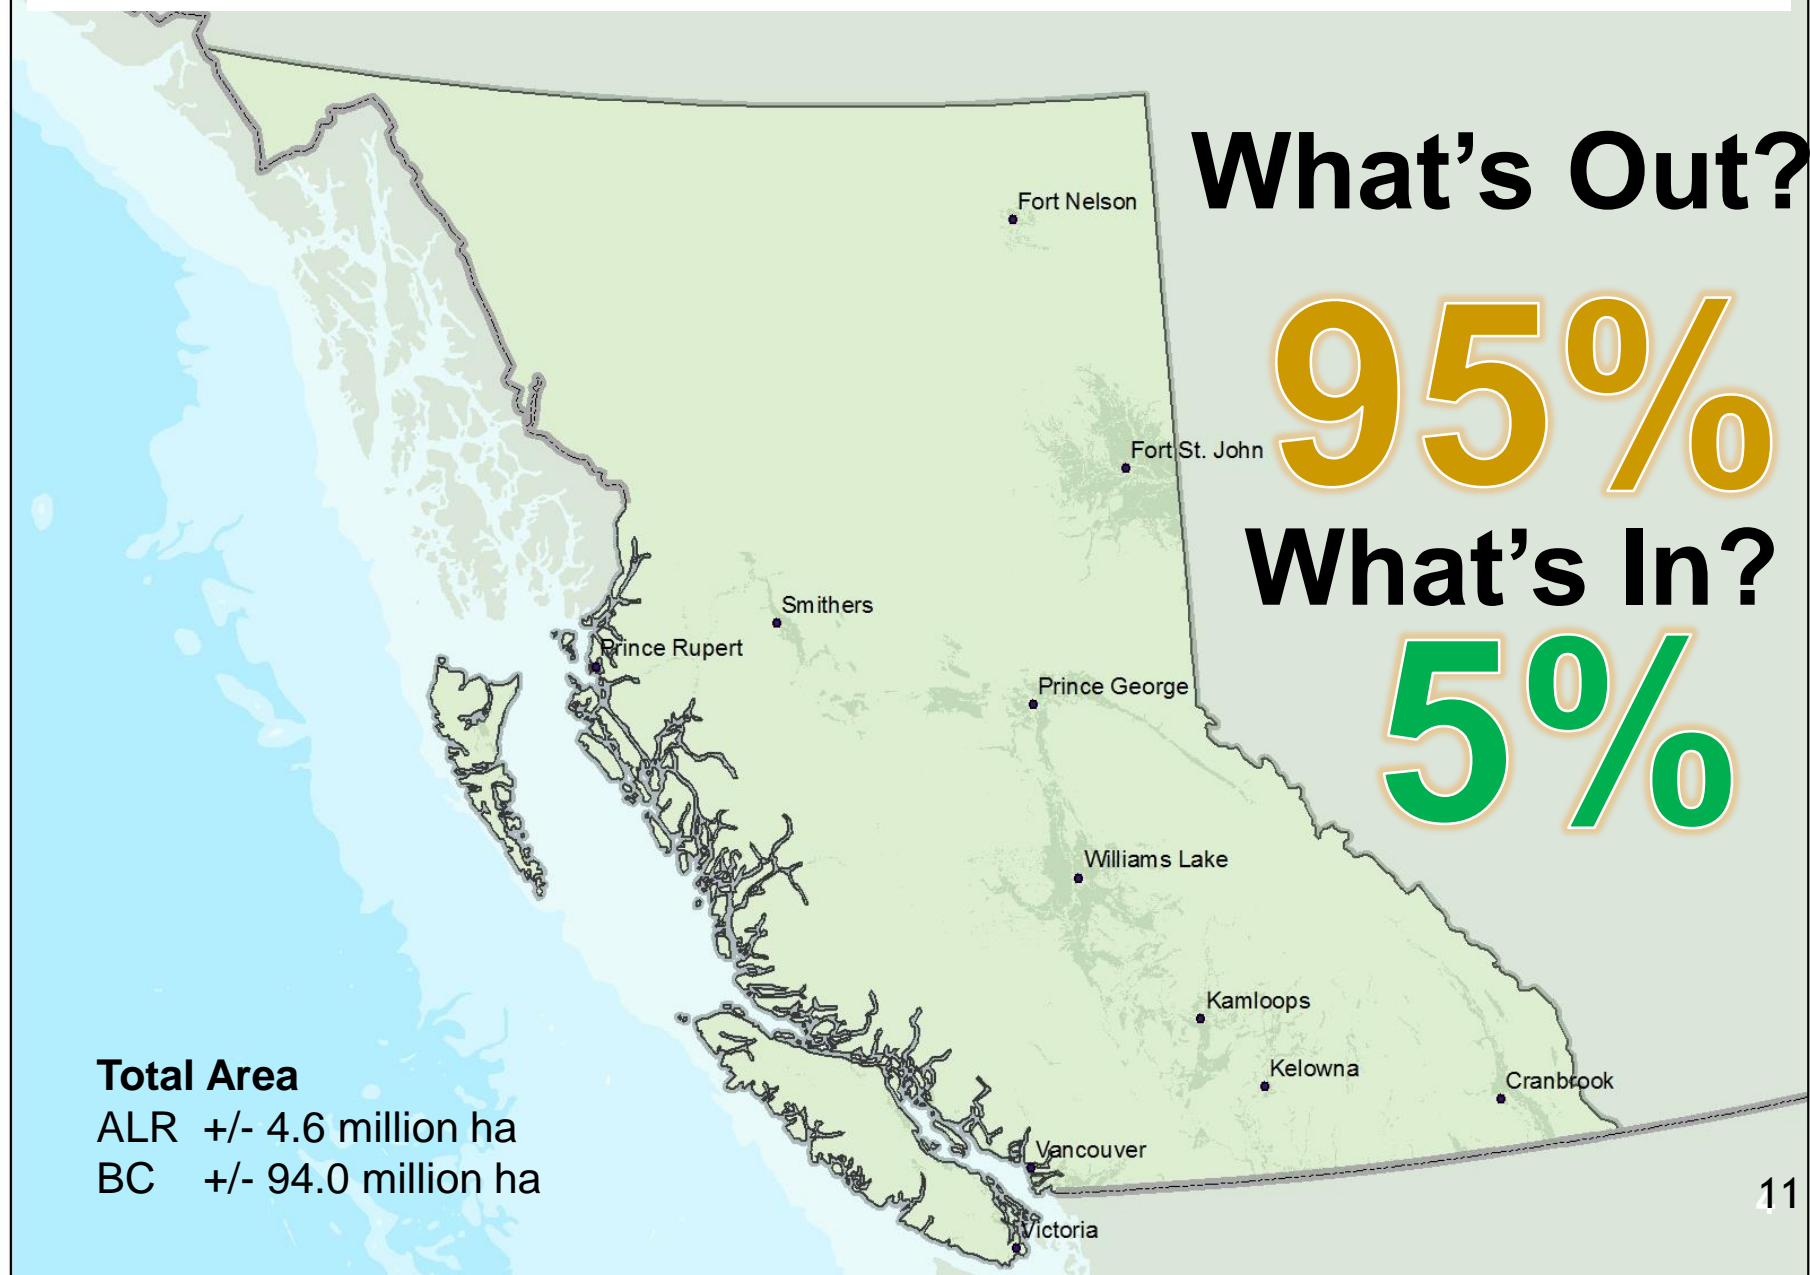 What's Out?
Fort Nelson
95%
Fort St. John
What's In?
Smithers
5%
Prince Rupert
Prince George
Williams Lake
Kamloops
Kelowna
Cranbrook
Total Area
ALR +/- 4.6 million ha
BC +/- 94.0 million ha
Vancouver
Victoria
11